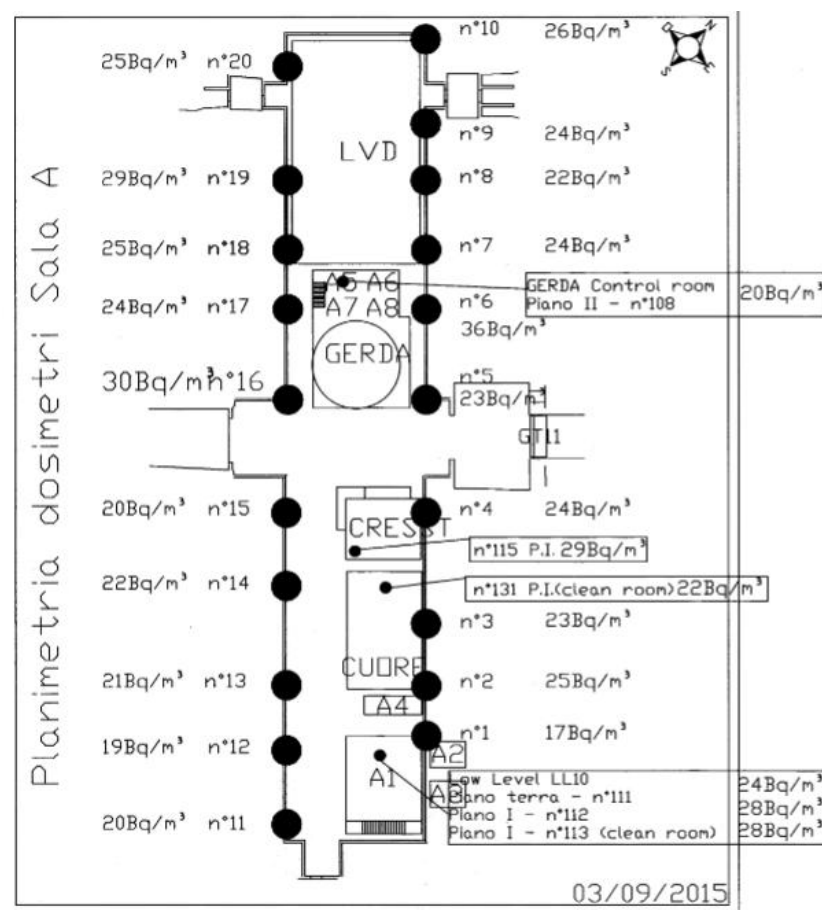 Planimetria dosimetri Sala A
n°10 26Bq/m³
25Bq/m³ n°20
n°9 24Bq/m³
LVD
29Bq/m³ n°19
n°8 22Bq/m³
25Bq/m³ n°18
n°7 24Bq/m³
A5 A6
GERDA Control room
Piano II - n°108
20Bq/m³
24Bq/m³ n°17
A7 A8
n°6
36Bq/m³
GERDA
30Bq/m³ n°16
n°5
23Bq/m³
GT11
20Bq/m³ n°15
n°4 24Bq/m³
CRESST
n°115 P.I. 29Bq/m³
22Bq/m³ n°14
n°131 P.I.(clean room) 22Bq/m³
n°3 23Bq/m³
CUORE
21Bq/m³ n°13
n°2 25Bq/m³
A4
n°1 17Bq/m³
19Bq/m³ n°12
A2
A1
Low Level LL10
Piano terra - n°111 24Bq/m³
Piano I - n°112 28Bq/m³
Piano I - n°113 (clean room) 28Bq/m³
20Bq/m³ n°11
03/09/2015
N
E
S